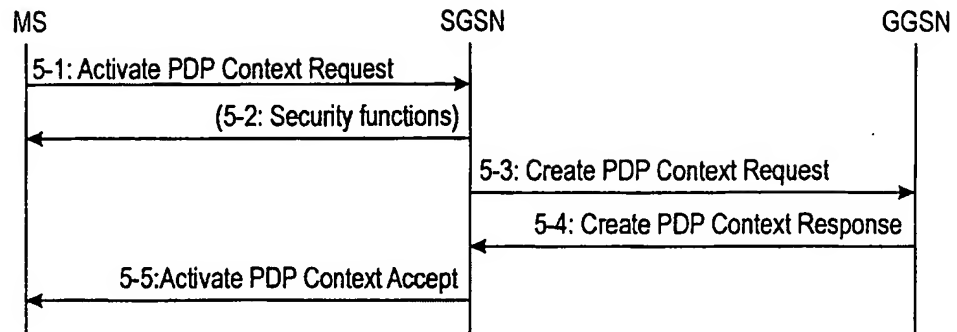 MS SGSN GGSN
5-1: Activate PDP Context Request
(5-2: Security functions)
5-3: Create PDP Context Request
5-4: Create PDP Context Response
5-5:Activate PDP Context Accept